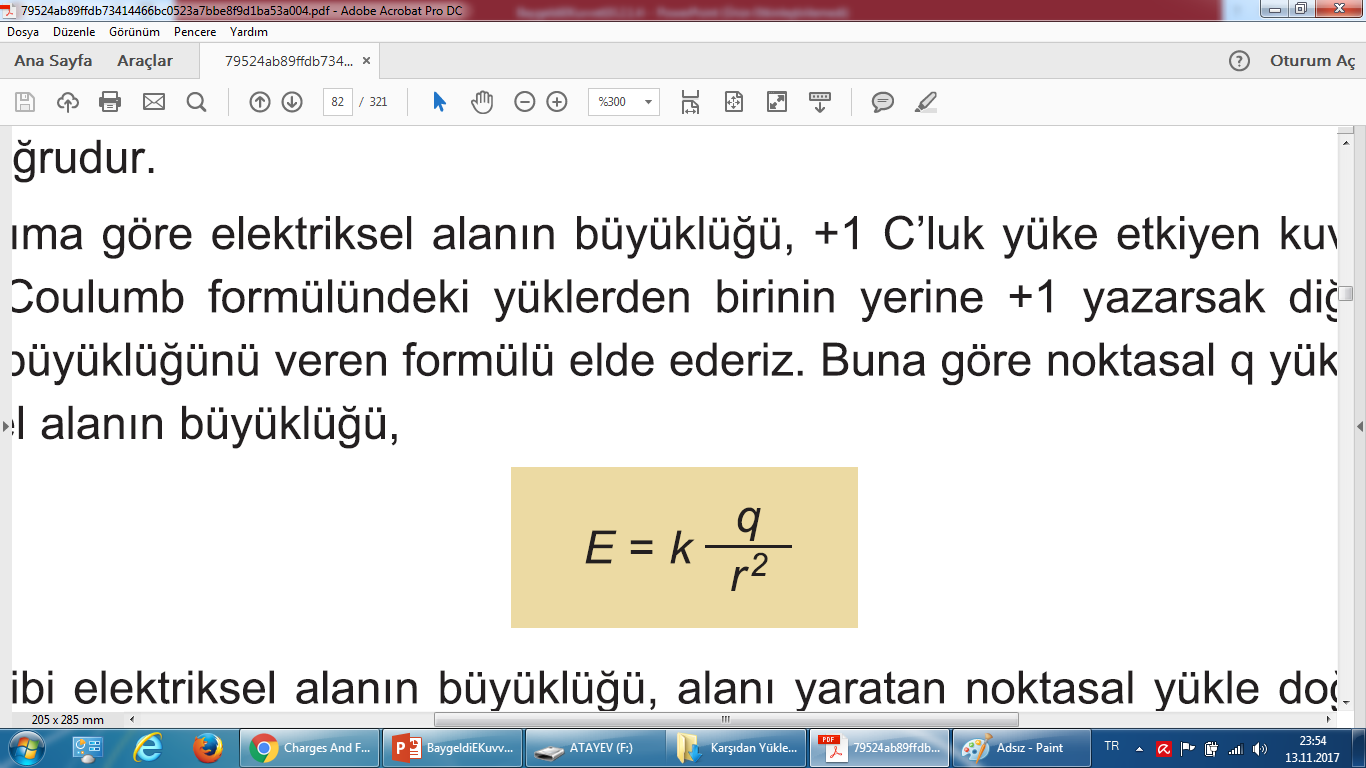 79524ab89ffdb73414466bc0523a7bbe8f9d1ba53a004.pdf - Adobe Acrobat Pro DC
Dosya Düzenle Görünüm Pencere Yardım
Ana Sayfa Araçlar 79524ab89ffdb734... × ? Oturum Aç
82 / 321 %300
ğrudur.
ıma göre elektriksel alanın büyüklüğü, +1 C’luk yüke etkiyen kuv
Coulumb formülündeki yüklerden birinin yerine +1 yazarsak diğ
büyüklüğünü veren formülü elde ederiz. Buna göre noktasal q yük
el alanın büyüklüğü,
E = k q / r²
ibi elektriksel alanın büyüklüğü, alanı yaratan noktasal yükle doğ
205 x 285 mm
Charges And F... BaygeldiEKuvv... ATAYEV (F:) Karşıdan Yükle... 79524ab89ffdb... Adsız - Paint TR 23:54
13.11.2017